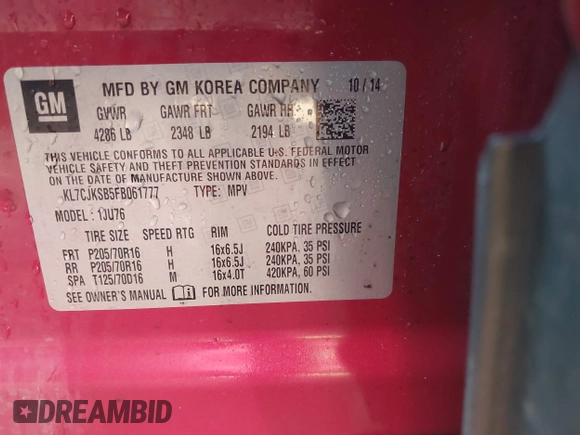 GM
MFD BY GM KOREA COMPANY 10/14
GVWR GAWR FRT GAWR RR
4286 LB 2348 LB 2194 LB
THIS VEHICLE CONFORMS TO ALL APPLICABLE U.S. FEDERAL MOTOR
VEHICLE SAFETY AND THEFT PREVENTION STANDARDS IN EFFECT
ON THE DATE OF MANUFACTURE SHOWN ABOVE.
KL7CJKSB5FB061777 TYPE: MPV
MODEL: 1JU76
TIRE SIZE SPEED RTG RIM COLD TIRE PRESSURE
FRT P205/70R16 H 16x6.5J 240KPA, 35 PSI
RR P205/70R16 H 16x6.5J 240KPA, 35 PSI
SPA T125/70D16 M 16x4.0T 420KPA, 60 PSI
SEE OWNER'S MANUAL FOR MORE INFORMATION.
DREAMBID